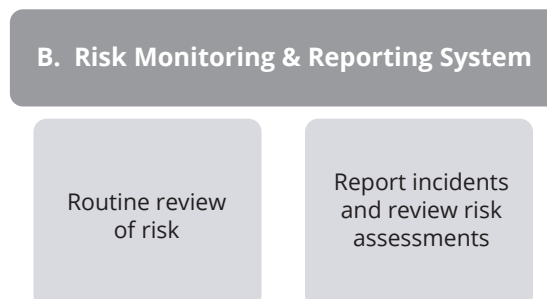 B. Risk Monitoring & Reporting System
Routine review
of risk
Report incidents
and review risk
assessments